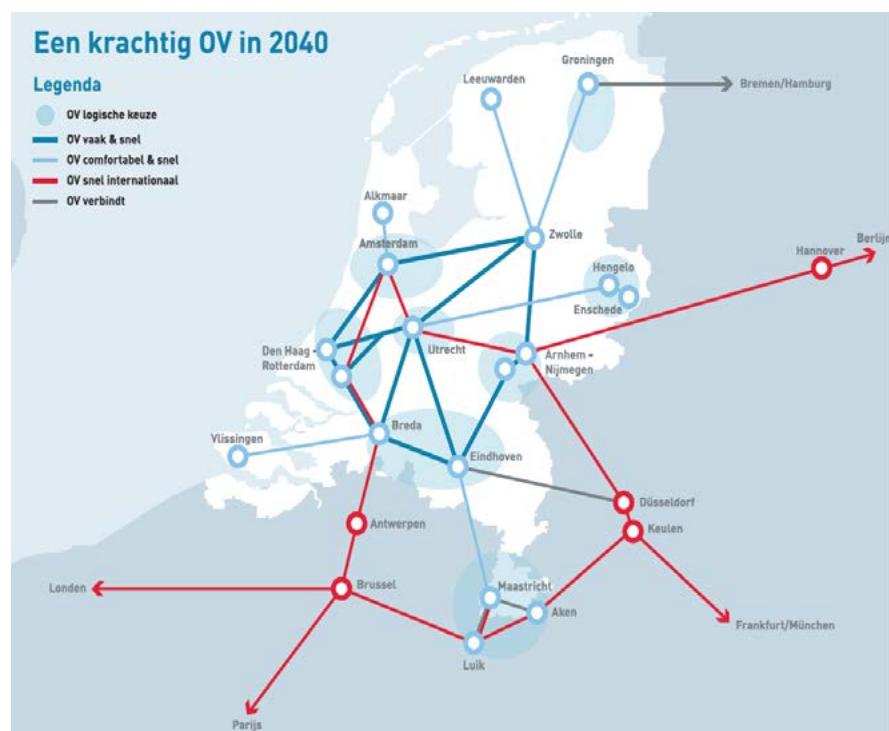 Een krachtig OV in 2040
Legenda
OV logische keuze
OV vaak & snel
OV comfortabel & snel
OV snel internationaal
OV verbindt
Groningen
Leeuwarden
Bremen/Hamburg
Alkmaar
Amsterdam
Zwolle
Hannover
Berlijn
Hengelo
Enschede
Den Haag -
Rotterdam
Utrecht
Arnhem -
Nijmegen
Breda
Vlissingen
Eindhoven
Düsseldorf
Antwerpen
Keulen
Londen
Brussel
Maastricht
Aken
Frankfurt/München
Luik
Parijs